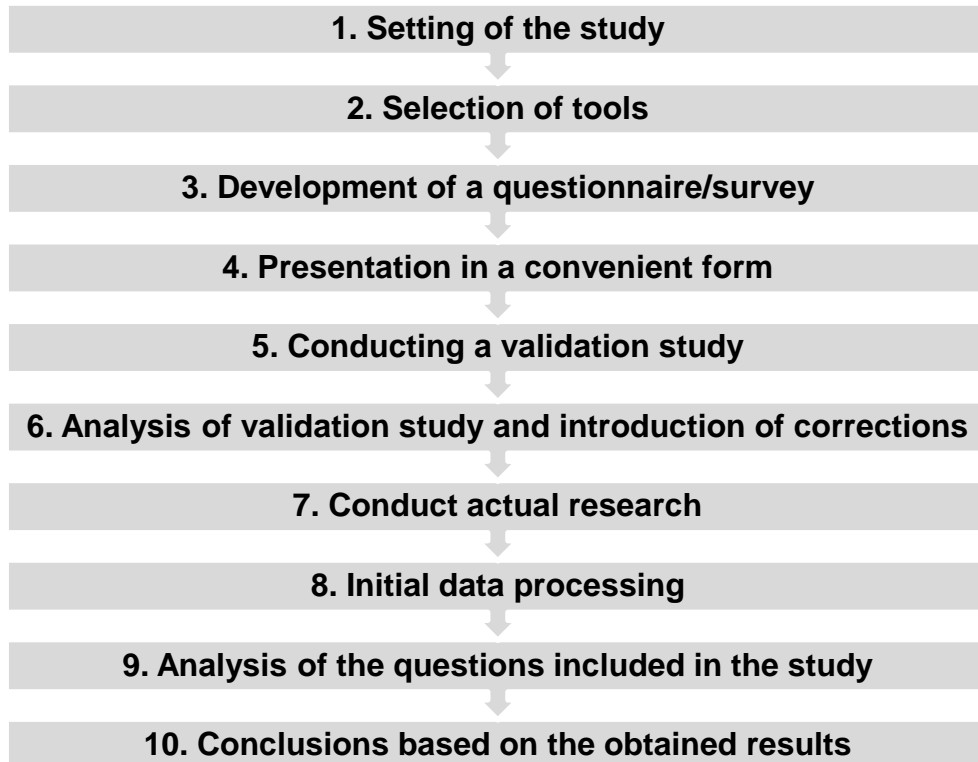 1. Setting of the study
2. Selection of tools
3. Development of a questionnaire/survey
4. Presentation in a convenient form
5. Conducting a validation study
6. Analysis of validation study and introduction of corrections
7. Conduct actual research
8. Initial data processing
9. Analysis of the questions included in the study
10. Conclusions based on the obtained results